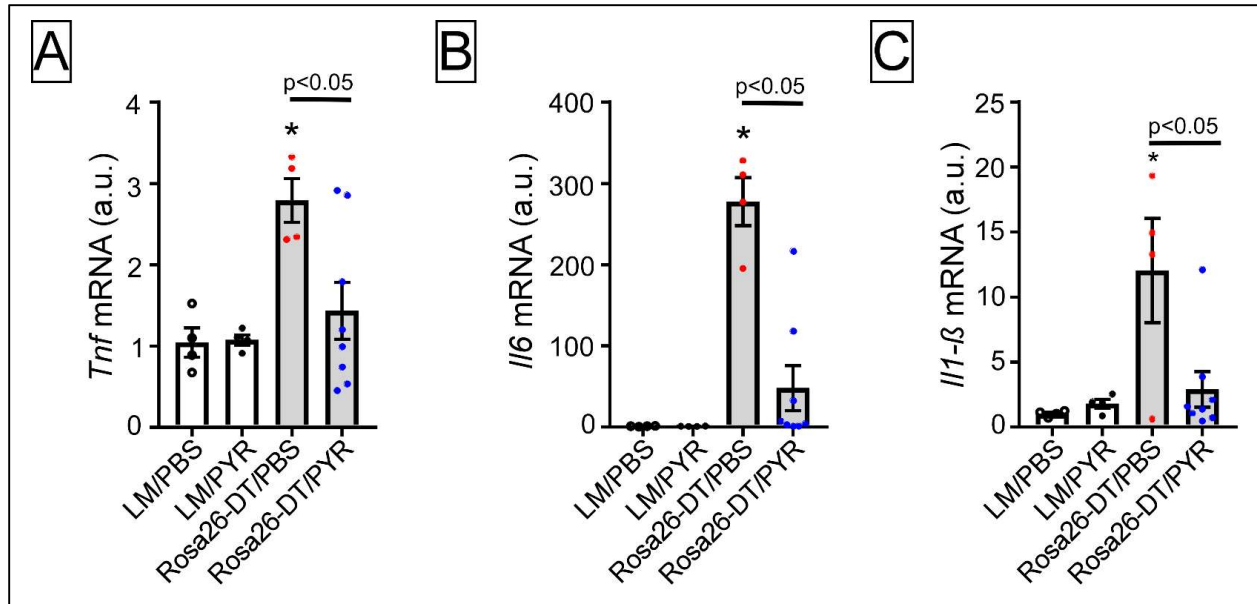 A
p<0.05
*
4
3
2
1
0
Tnf mRNA (a.u.)
LM/PBS
LM/PYR
Rosa26-DT/PBS
Rosa26-DT/PYR
B
p<0.05
*
400
300
200
100
0
Il6 mRNA (a.u.)
LM/PBS
LM/PYR
Rosa26-DT/PBS
Rosa26-DT/PYR
C
p<0.05
*
25
20
15
10
5
0
Il1-ß mRNA (a.u.)
LM/PBS
LM/PYR
Rosa26-DT/PBS
Rosa26-DT/PYR